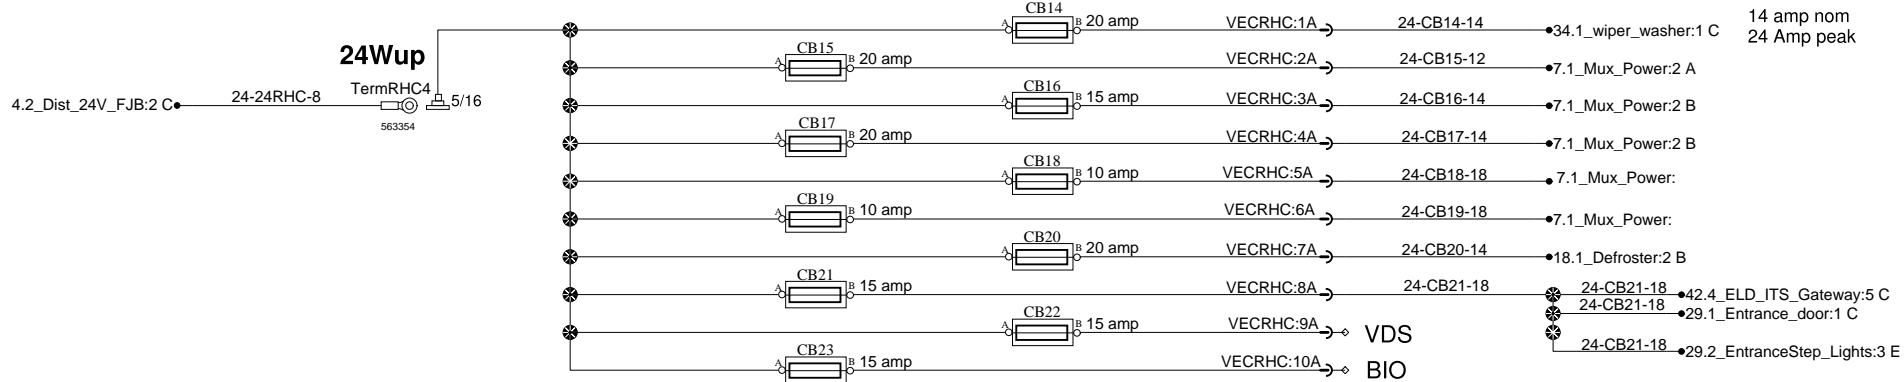 CB14
A B 20 amp VECRHC:1A 24-CB14-14 34.1_wiper_washer:1 C
14 amp nom
24 Amp peak
24Wup
CB15
A B 20 amp VECRHC:2A 24-CB15-12 7.1_Mux_Power:2 A
4.2_Dist_24V_FJB:2 C 24-24RHC-8 TermRHC4 5/16
563354
CB16
A B 15 amp VECRHC:3A 24-CB16-14 7.1_Mux_Power:2 B
CB17
A B 20 amp VECRHC:4A 24-CB17-14 7.1_Mux_Power:2 B
CB18
A B 10 amp VECRHC:5A 24-CB18-18 7.1_Mux_Power:
CB19
A B 10 amp VECRHC:6A 24-CB19-18 7.1_Mux_Power:
CB20
A B 20 amp VECRHC:7A 24-CB20-14 18.1_Defroster:2 B
CB21
A B 15 amp VECRHC:8A 24-CB21-18 24-CB21-18 42.4_ELD_ITS_Gateway:5 C
24-CB21-18 29.1_Entrance_door:1 C
CB22
A B 15 amp VECRHC:9A VDS
24-CB21-18 29.2_EntranceStep_Lights:3 E
CB23
A B 15 amp VECRHC:10A BIO